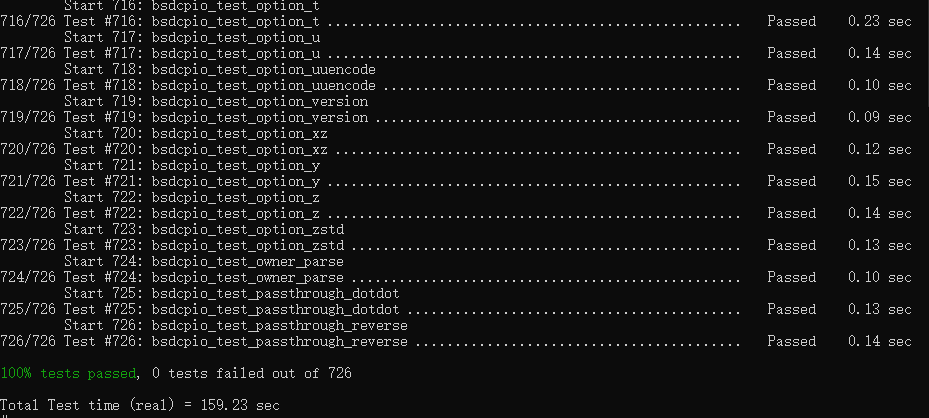 Start 716: bsdcpio_test_option_t
716/726 Test #716: bsdcpio_test_option_t ....................................................   Passed    0.23 sec
Start 717: bsdcpio_test_option_u
717/726 Test #717: bsdcpio_test_option_u ....................................................   Passed    0.14 sec
Start 718: bsdcpio_test_option_uuencode
718/726 Test #718: bsdcpio_test_option_uuencode .............................................   Passed    0.10 sec
Start 719: bsdcpio_test_option_version
719/726 Test #719: bsdcpio_test_option_version ..............................................   Passed    0.09 sec
Start 720: bsdcpio_test_option_xz
720/726 Test #720: bsdcpio_test_option_xz ...................................................   Passed    0.12 sec
Start 721: bsdcpio_test_option_y
721/726 Test #721: bsdcpio_test_option_y ....................................................   Passed    0.15 sec
Start 722: bsdcpio_test_option_z
722/726 Test #722: bsdcpio_test_option_z ....................................................   Passed    0.14 sec
Start 723: bsdcpio_test_option_zstd
723/726 Test #723: bsdcpio_test_option_zstd .................................................   Passed    0.13 sec
Start 724: bsdcpio_test_owner_parse
724/726 Test #724: bsdcpio_test_owner_parse .................................................   Passed    0.10 sec
Start 725: bsdcpio_test_passthrough_dotdot
725/726 Test #725: bsdcpio_test_passthrough_dotdot ..........................................   Passed    0.13 sec
Start 726: bsdcpio_test_passthrough_reverse
726/726 Test #726: bsdcpio_test_passthrough_reverse .........................................   Passed    0.14 sec
100% tests passed, 0 tests failed out of 726
Total Test time (real) = 159.23 sec